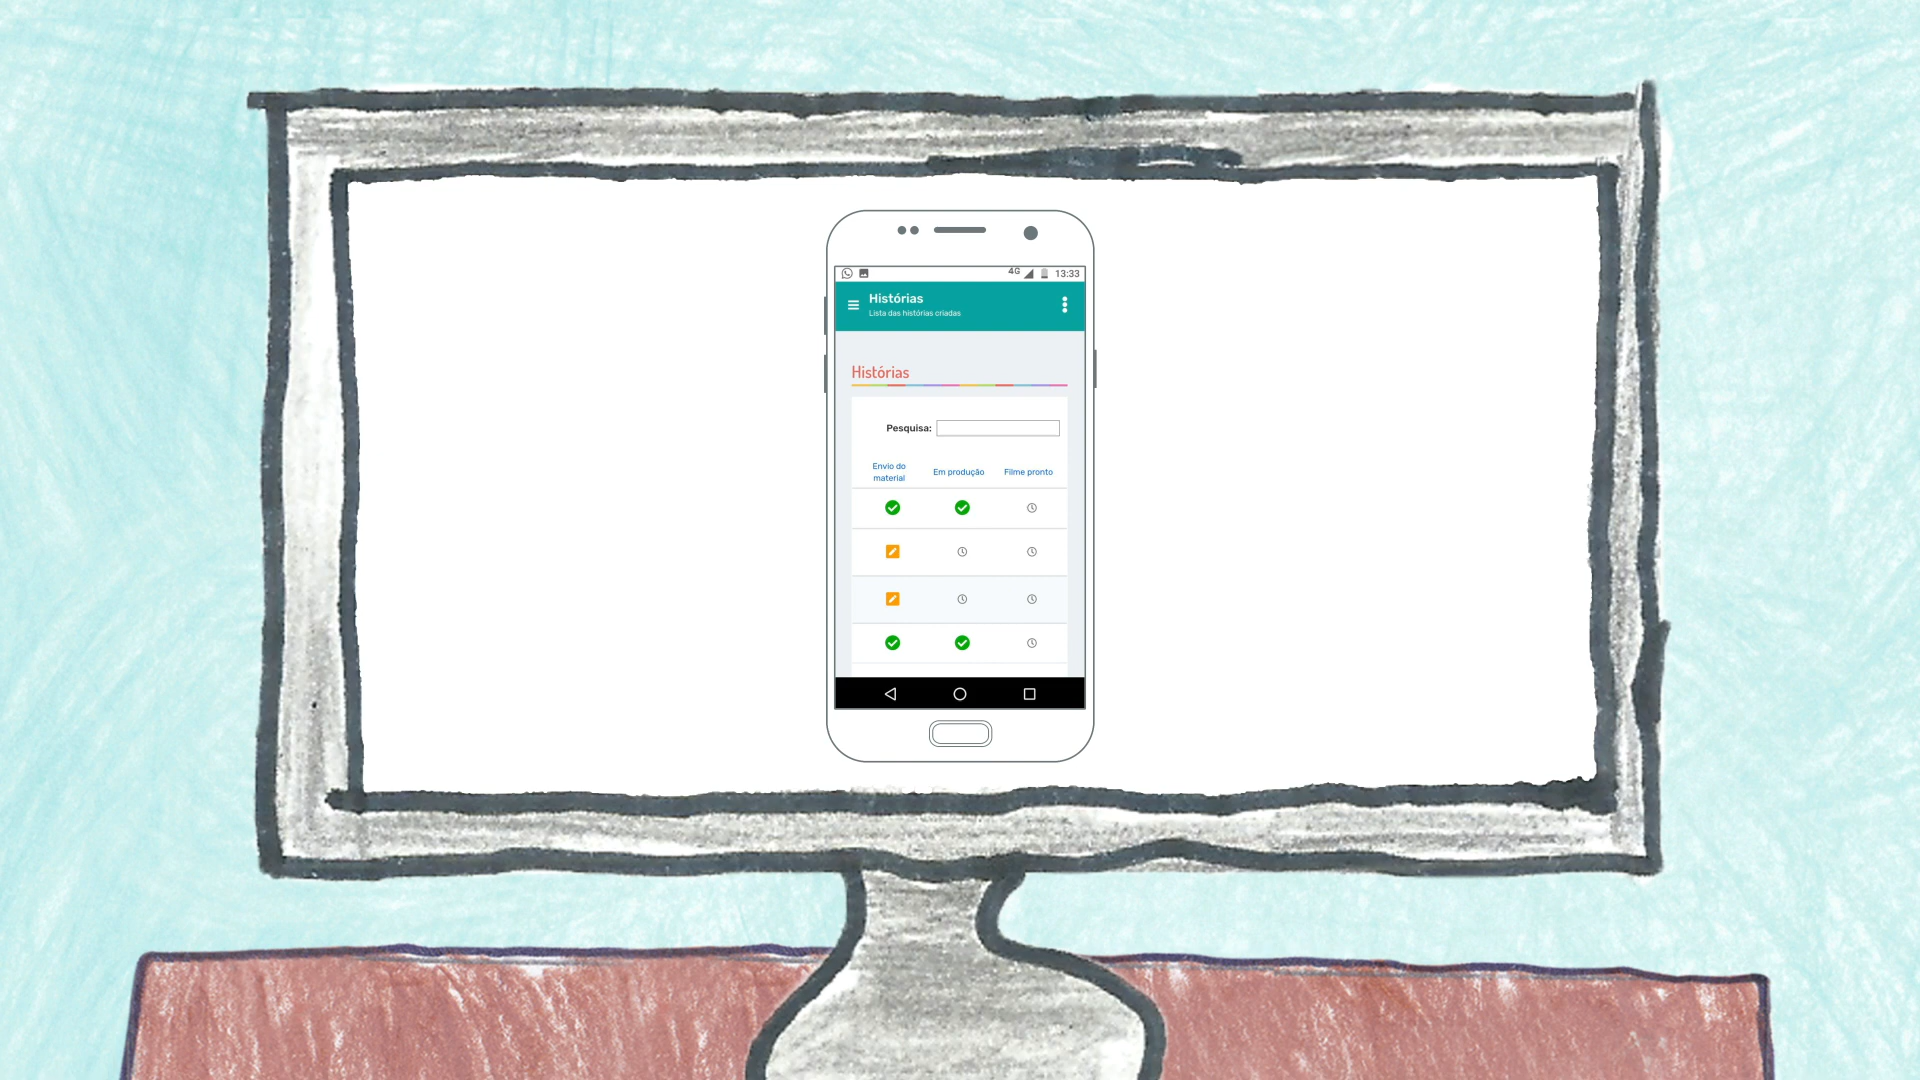 4G 13:33
Histórias
Lista das histórias criadas
Histórias
Pesquisa:
Envio do
material
Em produção
Filme pronto